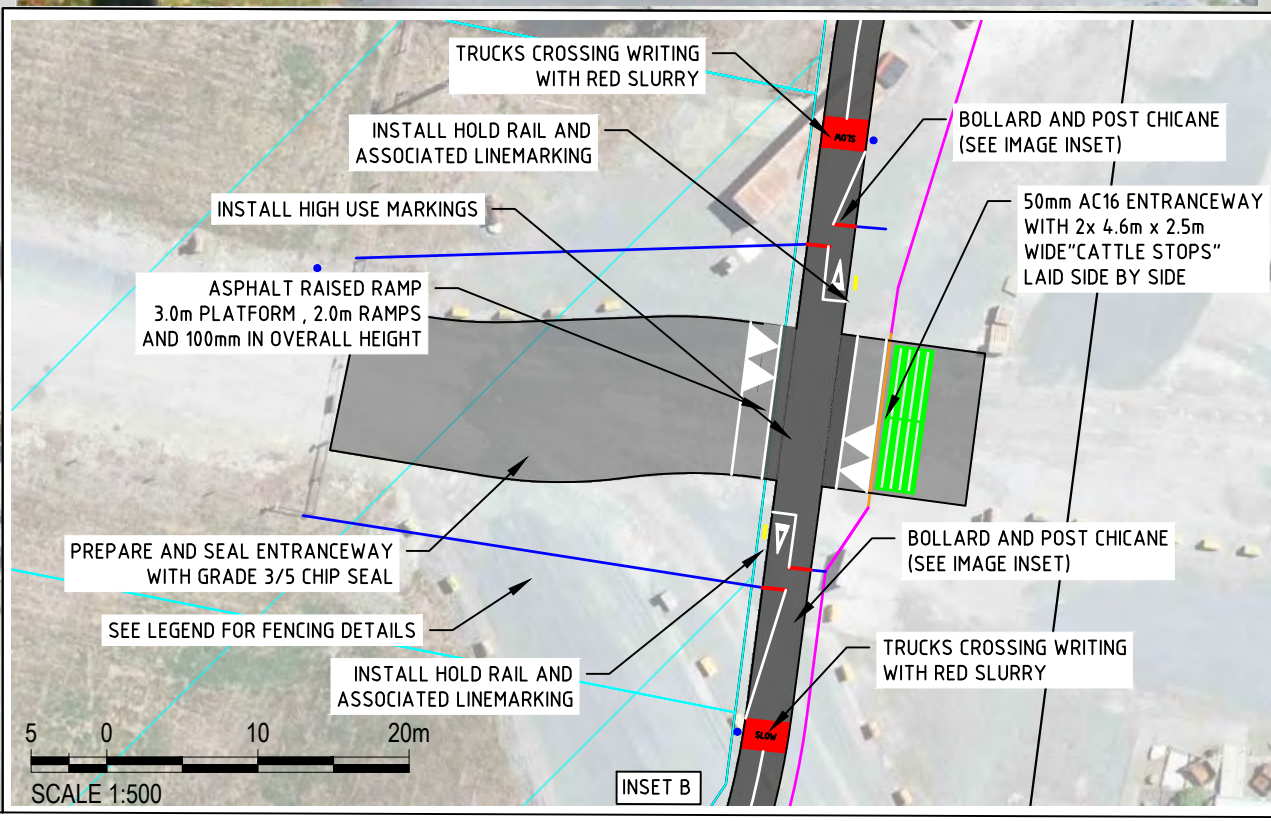 TRUCKS CROSSING WRITING
WITH RED SLURRY
INSTALL HOLD RAIL AND
ASSOCIATED LINEMARKING
SLOW
BOLLARD AND POST CHICANE
(SEE IMAGE INSET)
INSTALL HIGH USE MARKINGS
50mm AC16 ENTRANCEWAY
WITH 2x 4.6m x 2.5m
WIDE"CATTLE STOPS"
LAID SIDE BY SIDE
ASPHALT RAISED RAMP
3.0m PLATFORM , 2.0m RAMPS
AND 100mm IN OVERALL HEIGHT
PREPARE AND SEAL ENTRANCEWAY
WITH GRADE 3/5 CHIP SEAL
BOLLARD AND POST CHICANE
(SEE IMAGE INSET)
SEE LEGEND FOR FENCING DETAILS
TRUCKS CROSSING WRITING
WITH RED SLURRY
INSTALL HOLD RAIL AND
ASSOCIATED LINEMARKING
SLOW
5 0 10 20m
SCALE 1:500
INSET B